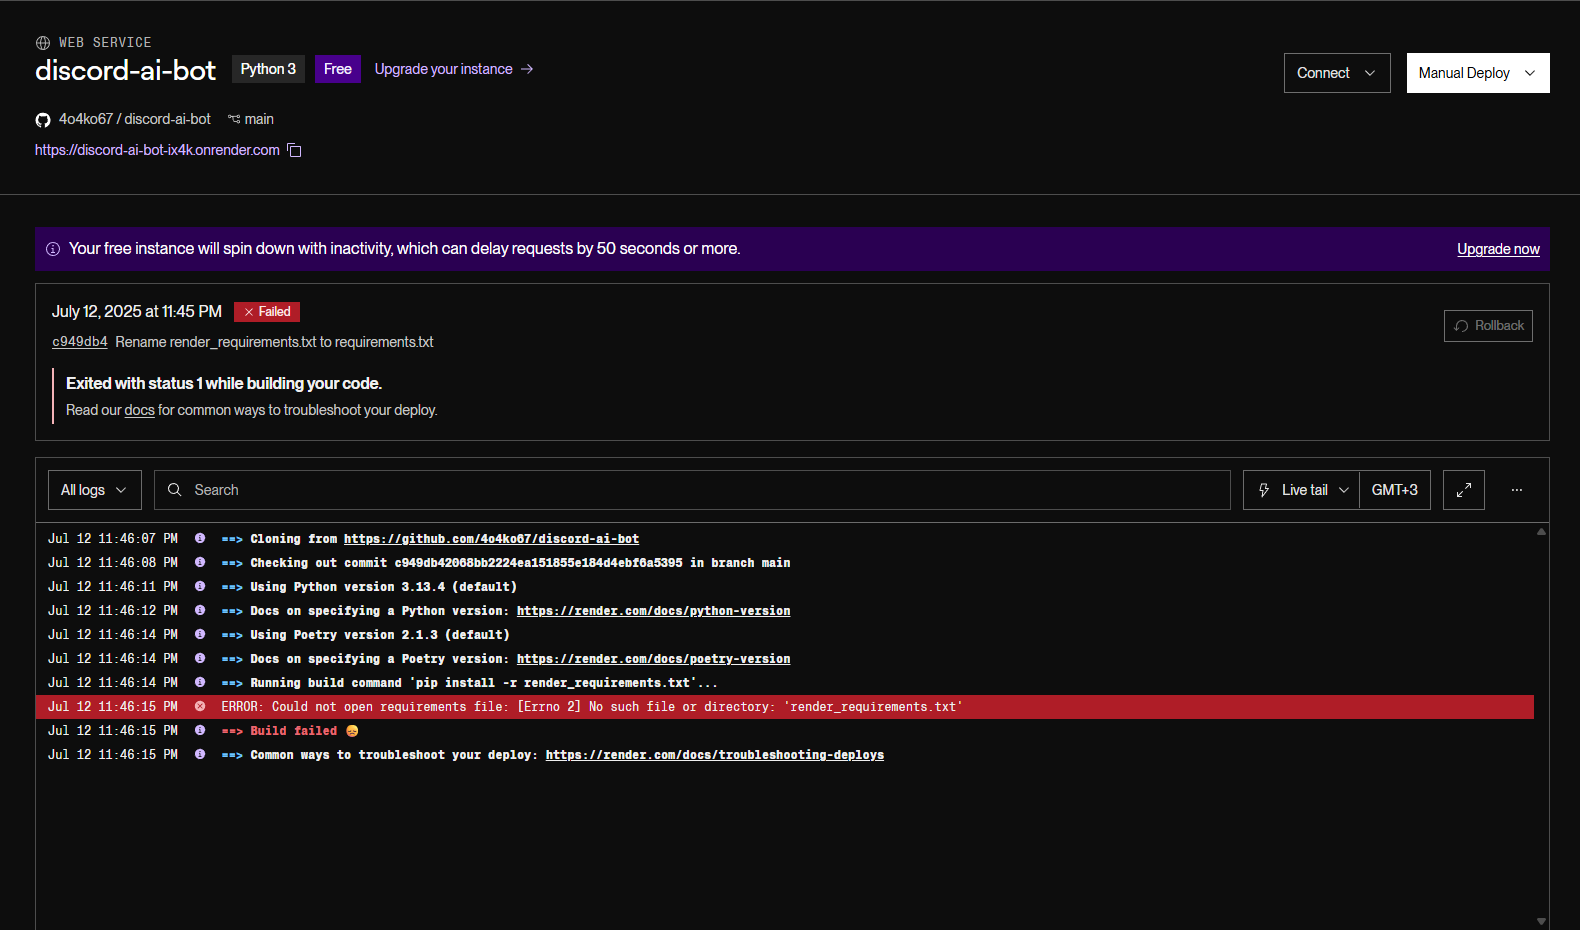 WEB SERVICE
discord-ai-bot Python 3 Free Upgrade your instance →
Connect Manual Deploy
4o4ko67 / discord-ai-bot main
https://discord-ai-bot-ix4k.onrender.com
Your free instance will spin down with inactivity, which can delay requests by 50 seconds or more. Upgrade now
July 12, 2025 at 11:45 PM Failed
Rollback
c949db4 Rename render_requirements.txt to requirements.txt
Exited with status 1 while building your code.
Read our docs for common ways to troubleshoot your deploy.
All logs Search Live tail GMT+3 ...
Jul 12 11:46:07 PM ==> Cloning from https://github.com/4o4ko67/discord-ai-bot
Jul 12 11:46:08 PM ==> Checking out commit c949db42068bb2224ea151855e184d4ebf6a5395 in branch main
Jul 12 11:46:11 PM ==> Using Python version 3.13.4 (default)
Jul 12 11:46:12 PM ==> Docs on specifying a Python version: https://render.com/docs/python-version
Jul 12 11:46:14 PM ==> Using Poetry version 2.1.3 (default)
Jul 12 11:46:14 PM ==> Docs on specifying a Poetry version: https://render.com/docs/poetry-version
Jul 12 11:46:14 PM ==> Running build command 'pip install -r render_requirements.txt'...
Jul 12 11:46:15 PM ERROR: Could not open requirements file: [Errno 2] No such file or directory: 'render_requirements.txt'
Jul 12 11:46:15 PM ==> Build failed 😞
Jul 12 11:46:15 PM ==> Common ways to troubleshoot your deploy: https://render.com/docs/troubleshooting-deploys